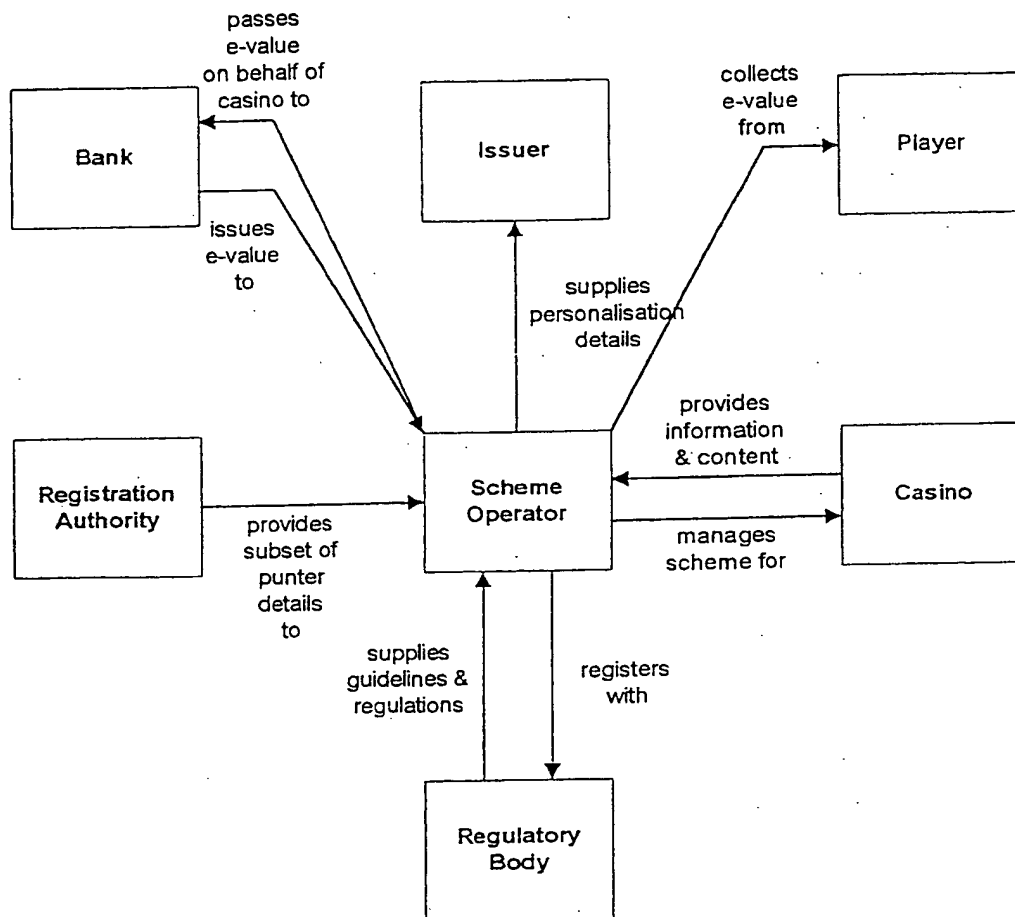 passes
e-value
on behalf of
casino to
collects
e-value
from
Bank
Issuer
Player
issues
e-value
to
supplies
personalisation
details
provides
information
& content
Registration
Authority
Scheme
Operator
Casino
provides
subset of
punter
details
to
manages
scheme for
supplies
guidelines &
regulations
registers
with
Regulatory
Body